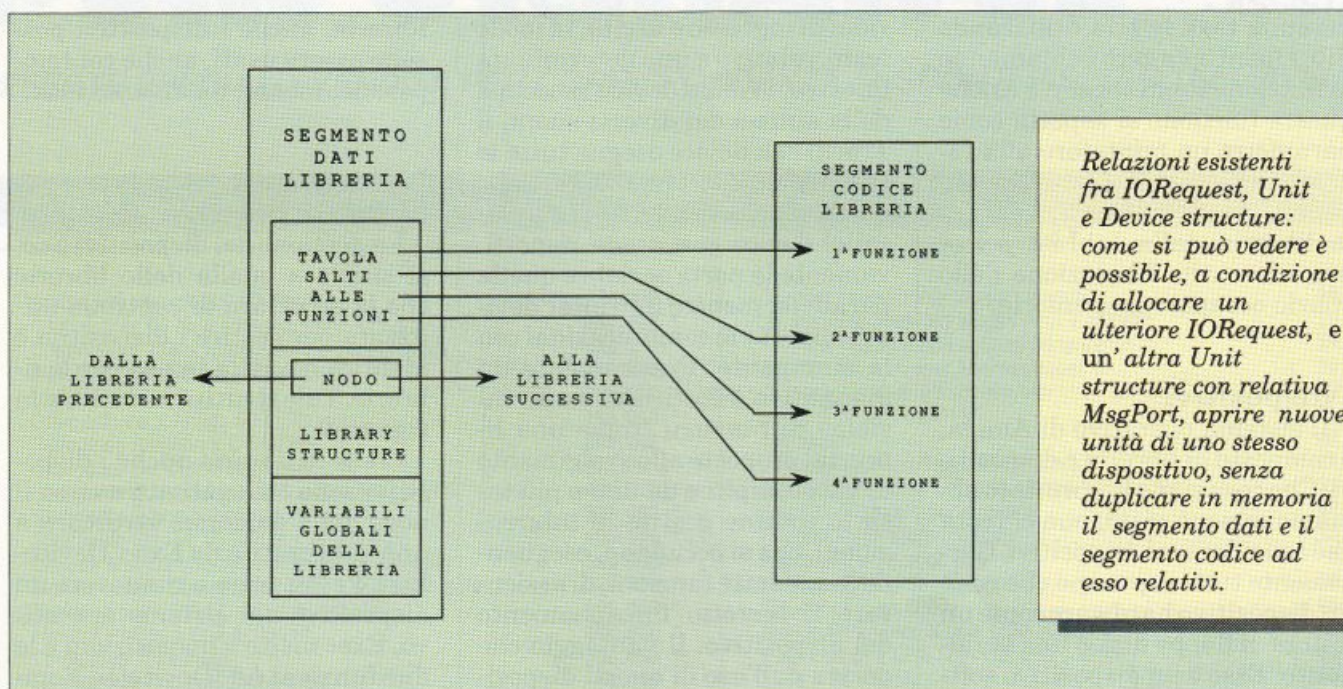 SEGMENTO
DATI
LIBRERIA
TAVOLA
SALTI
ALLE
FUNZIONI
DALLA
LIBRERIA
PRECEDENTE
NODO
ALLA
LIBRERIA
SUCCESSIVA
LIBRARY
STRUCTURE
VARIABILI
GLOBALI
DELLA
LIBRERIA
SEGMENTO
CODICE
LIBRERIA
1ᴬ FUNZIONE
2ᴬ FUNZIONE
3ᴬ FUNZIONE
4ᴬ FUNZIONE
Relazioni esistenti
fra IORequest, Unit
e Device structure:
come si può vedere è
possibile, a condizione
di allocare un
ulteriore IORequest, e
un' altra Unit
structure con relativa
MsgPort, aprire nuove
unità di uno stesso
dispositivo, senza
duplicare in memoria
il segmento dati e il
segmento codice ad
esso relativi.